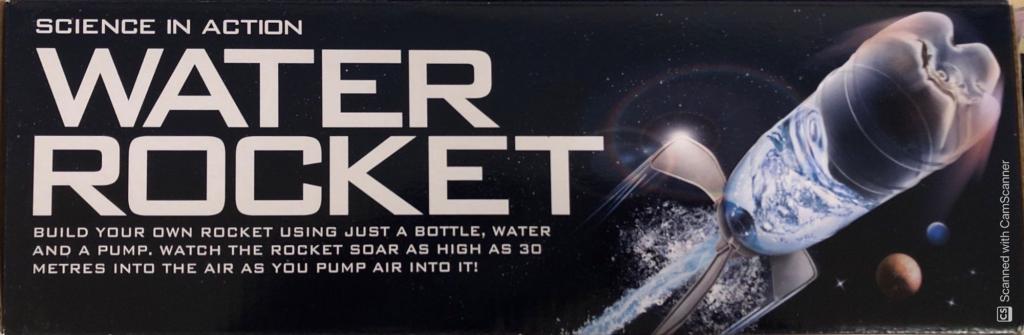 SCIENCE IN ACTION
WATER
ROCKET
BUILD YOUR OWN ROCKET USING JUST A BOTTLE, WATER
AND A PUMP. WATCH THE ROCKET SOAR AS HIGH AS 30
METRES INTO THE AIR AS YOU PUMP AIR INTO IT!
CS Scanned with CamScanner